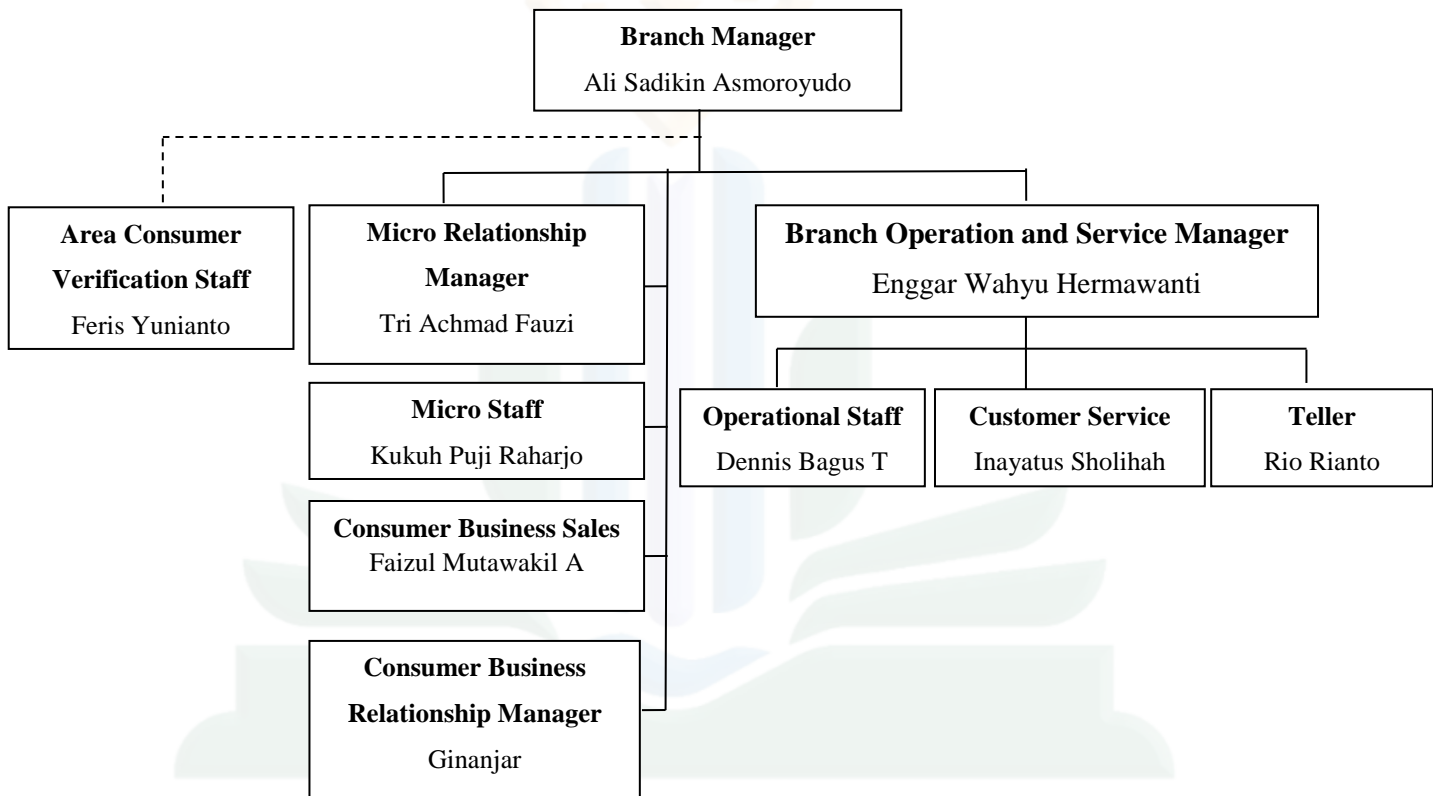 Branch Manager
Ali Sadikin Asmoroyudo
Area Consumer
Verification Staff
Feris Yunianto
Micro Relationship
Manager
Tri Achmad Fauzi
Branch Operation and Service Manager
Enggar Wahyu Hermawanti
Micro Staff
Kukuh Puji Raharjo
Operational Staff
Dennis Bagus T
Customer Service
Inayatus Sholihah
Teller
Rio Rianto
Consumer Business Sales
Faizul Mutawakil A
Consumer Business
Relationship Manager
Ginanjar